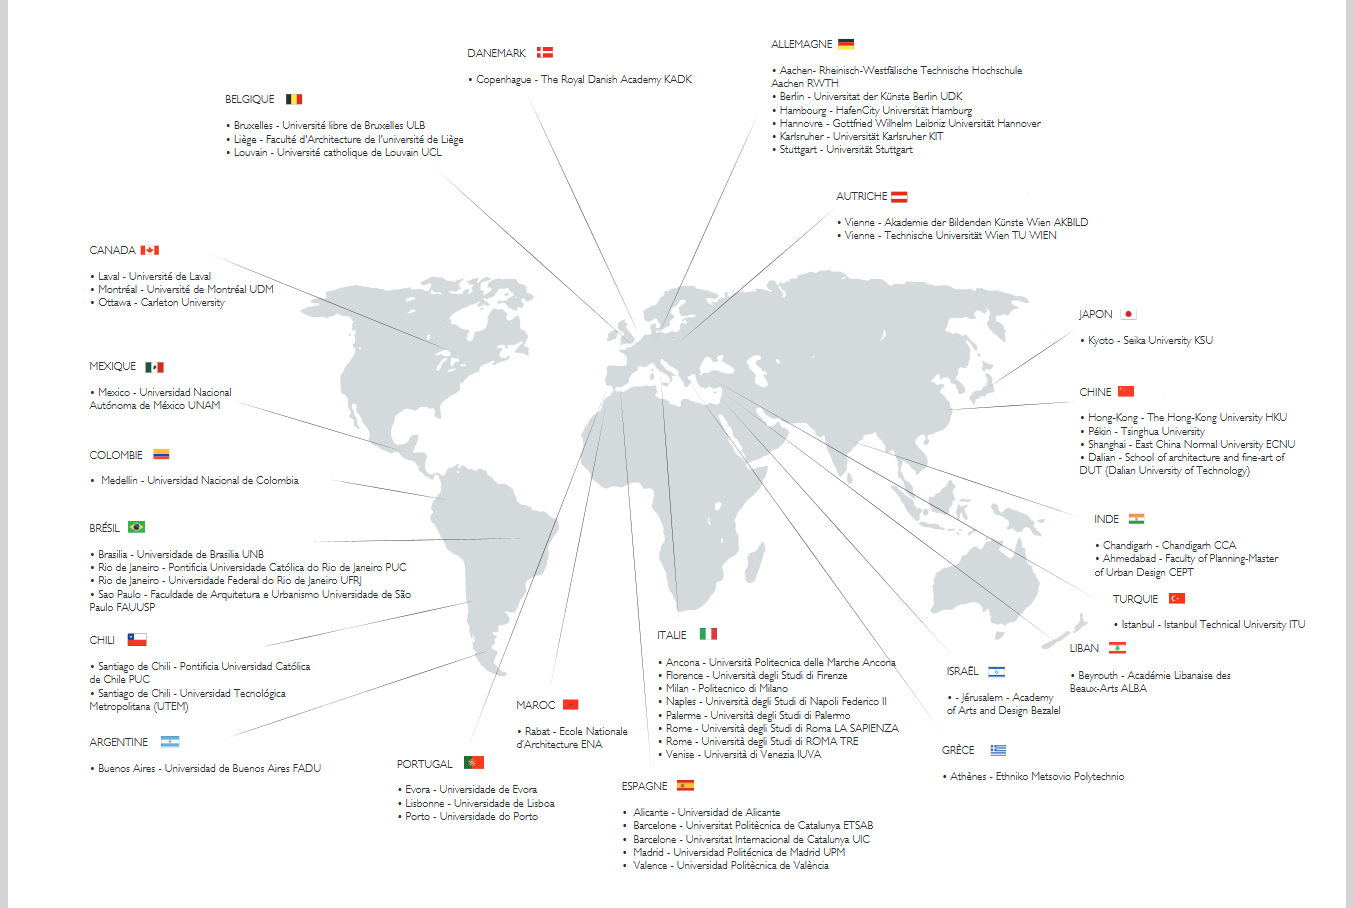 DANEMARK
• Copenhague - The Royal Danish Academy KADK
ALLEMAGNE
• Aachen- Rheinisch-Westfälische Technische Hochschule
Aachen RWTH
• Berlin - Universitat der Künste Berlin UDK
• Hambourg - HafenCity Universität Hamburg
• Hannovre - Gottfried Wilhelm Leibniz Universität Hannover
• Karlsruher - Universität Karlsruher KIT
• Stuttgart - Universität Stuttgart
BELGIQUE
• Bruxelles - Université libre de Bruxelles ULB
• Liège - Faculté d'Architecture de l'université de Liège
• Louvain - Université catholique de Louvain UCL
AUTRICHE
• Vienne - Akademie der Bildenden Künste Wien AKBILD
• Vienne - Technische Universität Wien TU WIEN
CANADA
• Laval - Université de Laval
• Montréal - Université de Montréal UDM
• Ottawa - Carleton University
JAPON
• Kyoto - Seika University KSU
MEXIQUE
• Mexico - Universidad Nacional
Autónoma de México UNAM
CHINE
• Hong-Kong - The Hong-Kong University HKU
• Pékin - Tsinghua University
• Shanghai - East China Normal University ECNU
• Dalian - School of architecture and fine-art of
DUT (Dalian University of Technology)
COLOMBIE
• Medellin - Universidad Nacional de Colombia
INDE
• Chandigarh - Chandigarh CCA
• Ahmedabad - Faculty of Planning-Master
of Urban Design CEPT
BRÉSIL
• Brasilia - Universidade de Brasilia UNB
• Rio de Janeiro - Pontificia Universidade Católica do Rio de Janeiro PUC
• Rio de Janeiro - Universidade Federal do Rio de Janeiro UFRJ
• Sao Paulo - Faculdade de Arquitetura e Urbanismo Universidade de São
Paulo FAUUSP
TURQUIE
• Istanbul - Istanbul Technical University ITU
CHILI
• Santiago de Chili - Pontificia Universidad Católica
de Chile PUC
• Santiago de Chili - Universidad Tecnológica
Metropolitana (UTEM)
ITALIE
• Ancona - Università Politecnica delle Marche Ancona
• Florence - Università degli Studi di Firenze
• Milan - Politecnico di Milano
• Naples - Università degli Studi di Napoli Federico II
• Palerme - Università degli Studi di Palermo
• Rome - Università degli Studi di Roma LA SAPIENZA
• Rome - Università degli Studi di ROMA TRE
• Venise - Università di Venezia IUVA
LIBAN
• Beyrouth - Académie Libanaise des
Beaux-Arts ALBA
ISRAËL
• - Jérusalem - Academy
of Arts and Design Bezalel
MAROC
• Rabat - Ecole Nationale
d'Architecture ENA
ARGENTINE
• Buenos Aires - Universidad de Buenos Aires FADU
GRÈCE
• Athènes - Ethniko Metsovio Polytechnio
PORTUGAL
• Evora - Universidade de Evora
• Lisbonne - Universidade de Lisboa
• Porto - Universidade do Porto
ESPAGNE
• Alicante - Universidad de Alicante
• Barcelone - Universitat Politècnica de Catalunya ETSAB
• Barcelone - Universitat Internacional de Catalunya UIC
• Madrid - Universidad Politécnica de Madrid UPM
• Valence - Universidad Politècnica de València